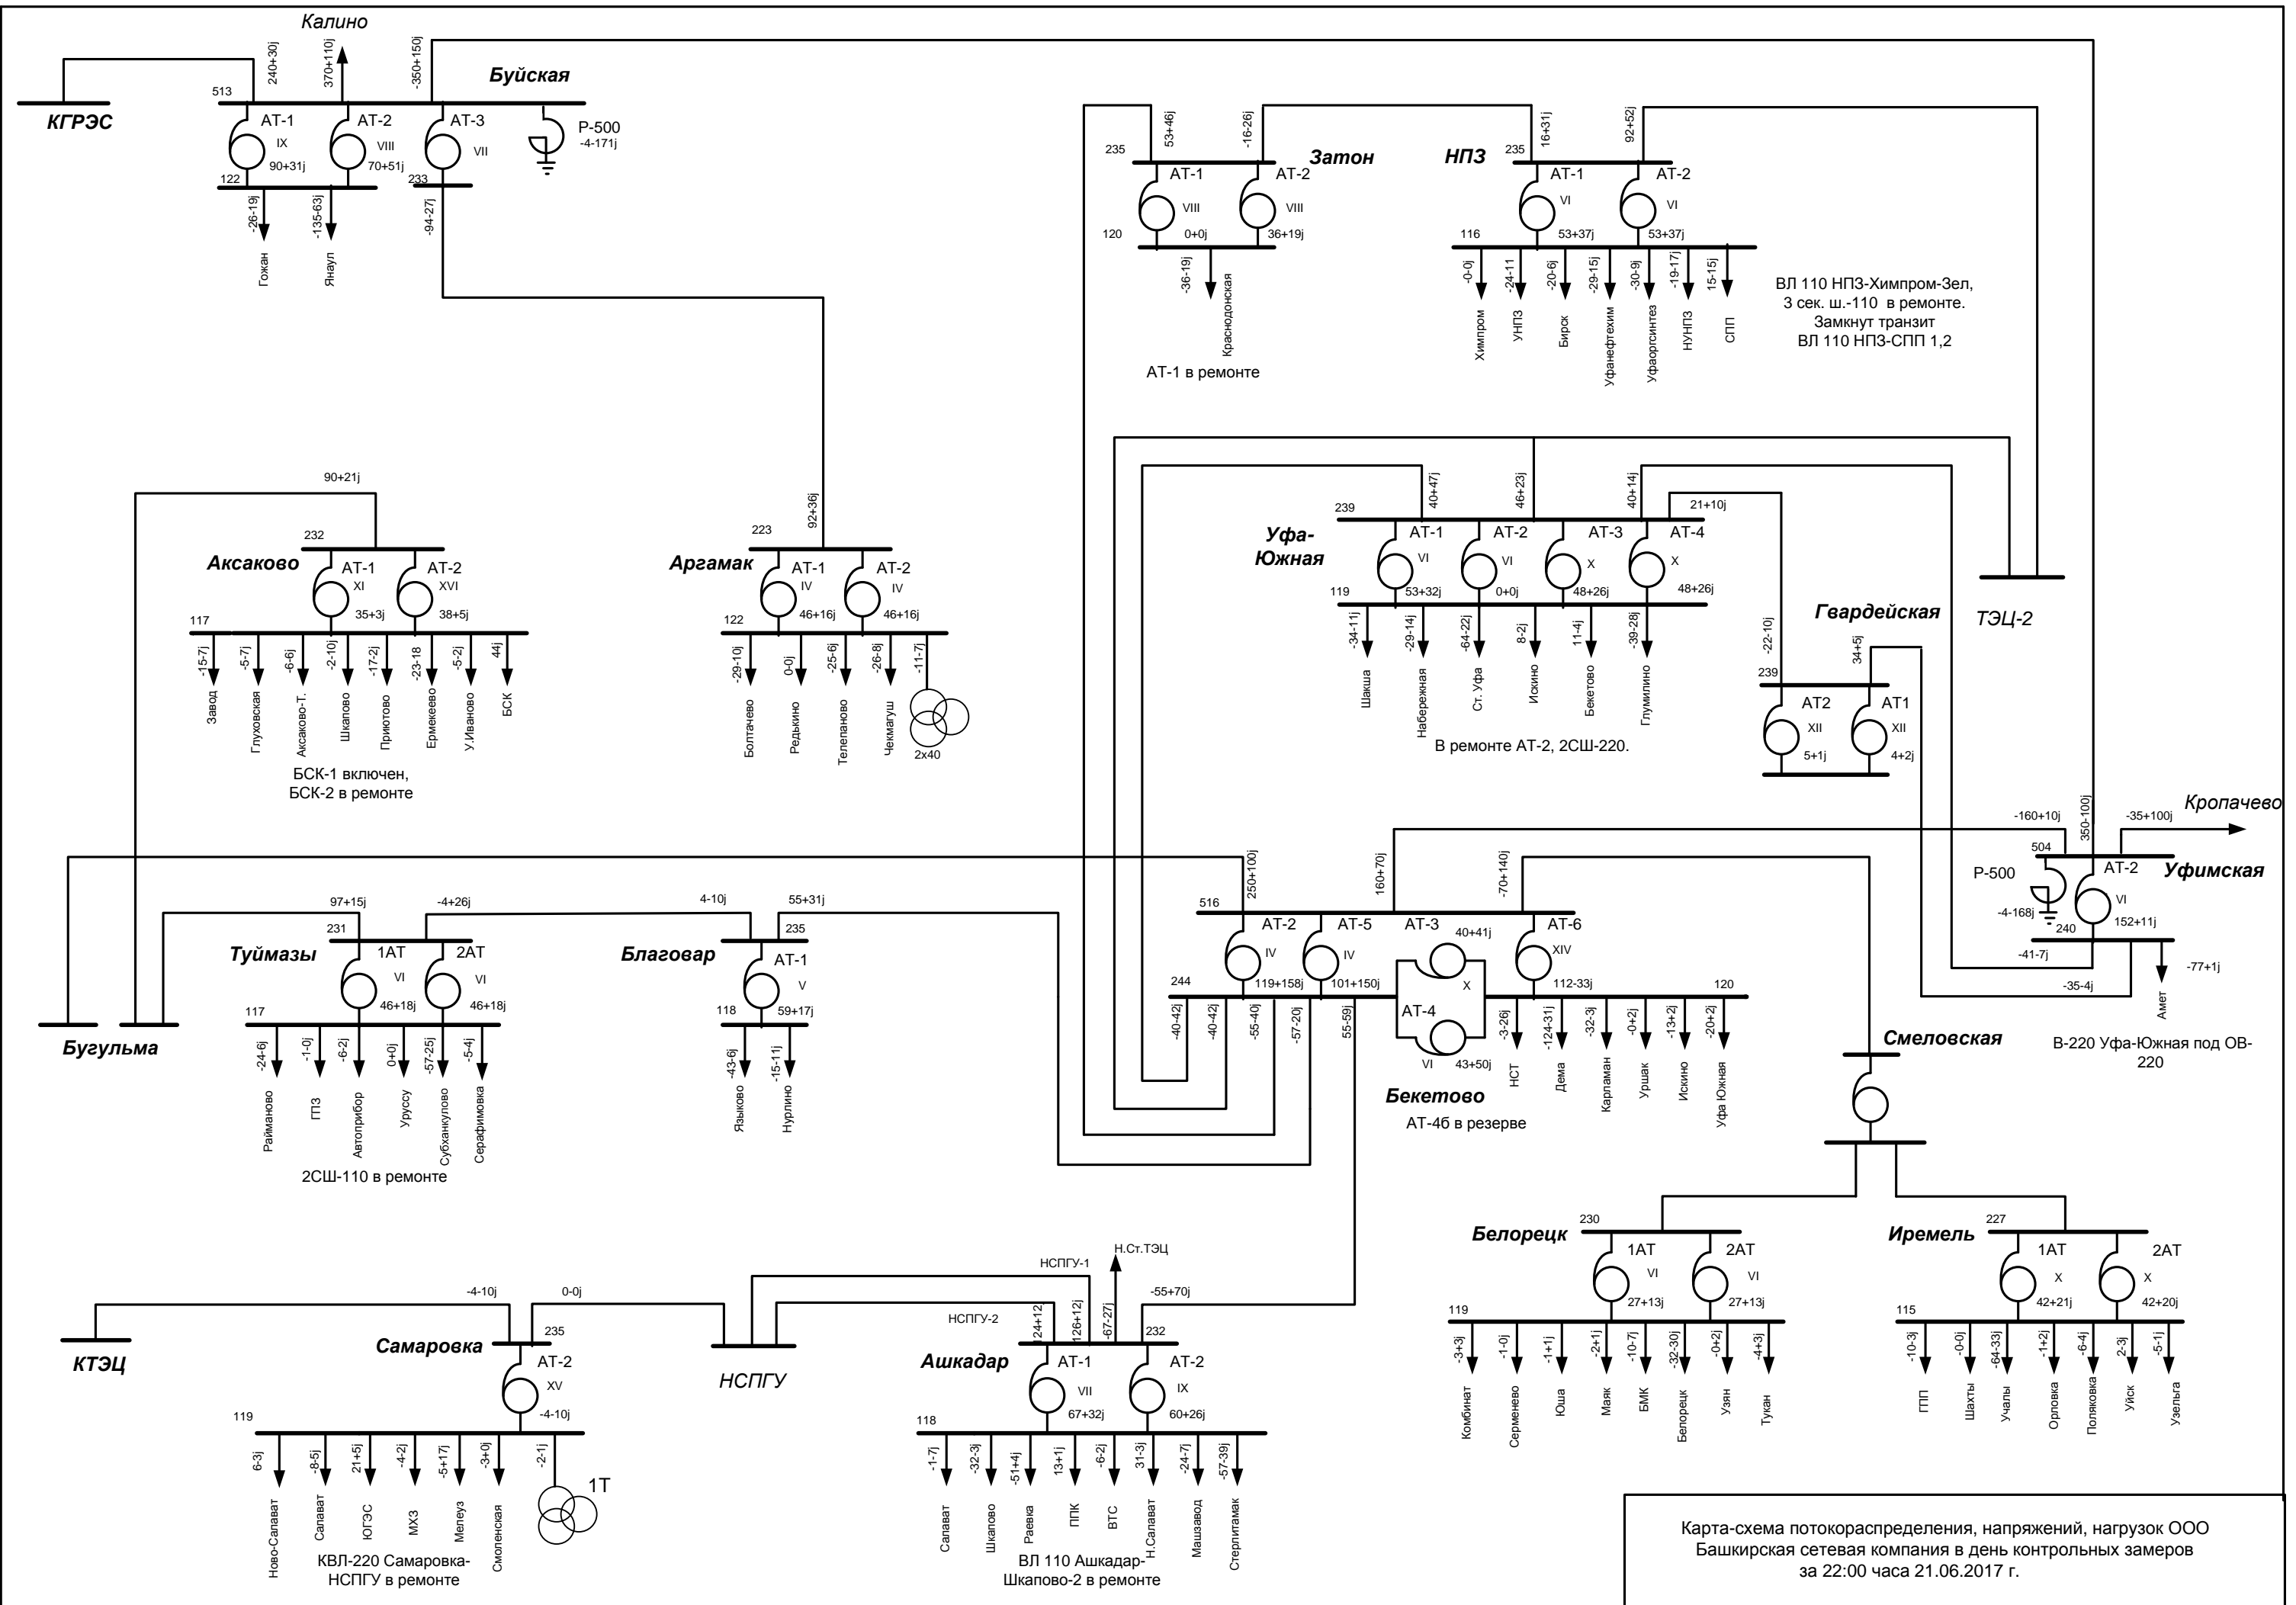 Калино
240+30j
370+110j
-350+150j
Буйская
513
КГРЭС
АТ-1
IX
90+31j
АТ-2
VIII
70+51j
АТ-3
VII
Р-500
-4-171j
122
233
-26-19j
-135-63j
-94-27j
Гожан
Янаул
53+46j
-16-26j
235
Затон
АТ-1
VIII
0+0j
АТ-2
VIII
36+19j
120
-36-19j
Краснодонская
АТ-1 в ремонте
16+31j
92+52j
НПЗ
235
АТ-1
VI
53+37j
АТ-2
VI
53+37j
116
-0-0j
-24-11
-20-6j
-29-15j
-30-9j
-19-17j
15-15j
Химпром
УНПЗ
Бирск
Уфанефтехим
Уфаоргсинтез
НУНПЗ
СПП
ВЛ 110 НПЗ-Химпром-Зел,
3 сек. ш.-110 в ремонте.
Замкнут транзит
ВЛ 110 НПЗ-СПП 1,2
90+21j
232
Аксаково
АТ-1
XI
35+3j
АТ-2
XVI
38+5j
117
-15-7j
-5-7j
-6-6j
-2-10j
-17-2j
-23-18
-5-2j
44j
Завод
Глуховская
Аксаково-Т.
Шкапово
Приютово
Ермекеево
У.Иваново
БСК
БСК-1 включен,
БСК-2 в ремонте
92+36j
223
Аргамак
АТ-1
IV
46+16j
АТ-2
IV
46+16j
122
-29-10j
0-0j
-25-6j
-26-8j
-11-7j
Болтачево
Редькино
Телепаново
Чекмагуш
2х40
40+47j
46+23j
40+14j
21+10j
239
Уфа-
Южная
АТ-1
VI
53+32j
АТ-2
VI
0+0j
АТ-3
X
48+26j
АТ-4
X
48+26j
119
-34-11j
-29-14j
-64-22j
8-2j
11-4j
-39-28j
Шакша
Набережная
Ст. Уфа
Искино
Бекетово
Глумилино
В ремонте АТ-2, 2СШ-220.
ТЭЦ-2
Гвардейская
-22-10j
34+5j
239
АТ2
XII
5+1j
АТ1
XII
4+2j
Кропачево
-160+10j
350-100j
-35+100j
504
Р-500
-4-168j
АТ-2
VI
152+11j
Уфимская
240
-41-7j
-35-4j
-77+1j
Амет
В-220 Уфа-Южная под ОВ-
220
97+15j
-4+26j
231
Туймазы
1АТ
VI
46+18j
2АТ
VI
46+18j
117
-24-6j
-1-0j
-6-2j
0+0j
-57-25j
-5-4j
Райманово
ГПЗ
Автоприбор
Уруссу
Субханкулово
Серафимовка
2СШ-110 в ремонте
Бугульма
4-10j
55+31j
235
Благовар
АТ-1
V
59+17j
118
-43-6j
-15-11j
Языково
Нурлино
250+100j
160+70j
-70+140j
516
АТ-2
IV
119+158j
АТ-5
IV
101+150j
АТ-3
40+41j
X
АТ-4
VI
43+50j
АТ-6
XIV
112-33j
244
120
-40-42j
-40-42j
-55-40j
-57-20j
55-59j
-3-26j
-124-31j
-32-3j
-0+2j
-13+2j
-20+2j
НСТ
Дема
Карламан
Уршак
Искино
Уфа Южная
Бекетово
АТ-4б в резерве
Смеловская
230
Белорецк
1АТ
VI
27+13j
2АТ
VI
27+13j
119
-3+3j
-1-0j
-1+1j
-2+1j
-10-7j
-32-30j
-0+2j
-4+3j
Комбинат
Серменево
Юша
Маяк
БМК
Белорецк
Узян
Тукан
227
Иремель
1АТ
X
42+21j
2АТ
X
42+20j
115
-10-3j
-0-0j
-64-33j
-1+2j
-6-4j
2-3j
-5-1j
ГПП
Шахты
Учалы
Орловка
Поляковка
Уйск
Узельга
-4-10j
0-0j
235
КТЭЦ
Самаровка
АТ-2
XV
-4-10j
119
6-3j
-8-5j
21+5j
-4-2j
-5+17j
-3+0j
-2-1j
1Т
Ново-Салават
Салават
ЮГЭС
МХЗ
Мелеуз
Смоленская
КВЛ-220 Самаровка-
НСПГУ в ремонте
НСПГУ
НСПГУ-1
НСПГУ-2
Н.Ст.ТЭЦ
124+12j
126+12j
-67-27j
-55+70j
232
Ашкадар
АТ-1
VII
67+32j
АТ-2
IX
60+26j
118
-1-7j
-32-3j
-51+4j
13+1j
-6-2j
31-3j
-24-7j
-57-39j
Салават
Шкапово
Раевка
ППК
ВТС
Н.Салават
Машзавод
Стерлитамак
ВЛ 110 Ашкадар-
Шкапово-2 в ремонте
Карта-схема потокораспределения, напряжений, нагрузок ООО
Башкирская сетевая компания в день контрольных замеров
за 22:00 часа 21.06.2017 г.